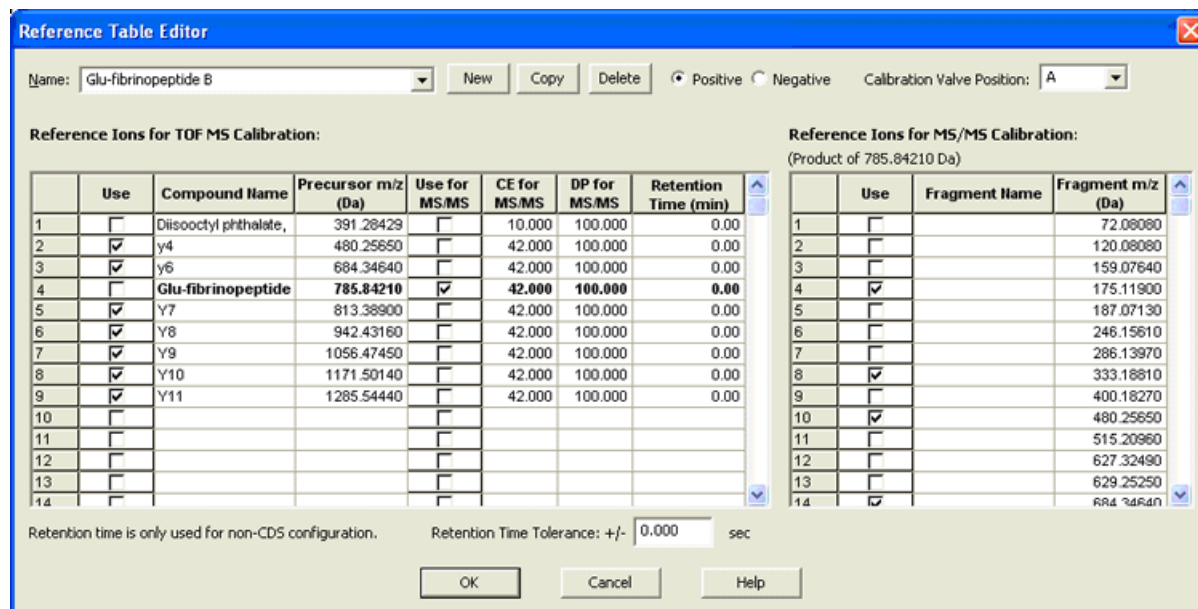 Reference Table Editor
Name: Glu-fibrinopeptide B New Copy Delete Positive Negative Calibration Valve Position: A
Reference Ions for TOF MS Calibration: Reference Ions for MS/MS Calibration:
(Product of 785.84210 Da)
Use Compound Name Precursor m/z (Da) Use for MS/MS CE for MS/MS DP for MS/MS Retention Time (min) Use Fragment Name Fragment m/z (Da)
1 Diisooctyl phthalate, 391.28429 10.000 100.000 0.00 1 72.08080
2 y4 480.25650 42.000 100.000 0.00 2 120.08080
3 y6 684.34640 42.000 100.000 0.00 3 159.07640
4 Glu-fibrinopeptide 785.84210 42.000 100.000 0.00 4 175.11900
5 Y7 813.38900 42.000 100.000 0.00 5 187.07130
6 Y8 942.43160 42.000 100.000 0.00 6 246.15610
7 Y9 1056.47450 42.000 100.000 0.00 7 286.13970
8 Y10 1171.50140 42.000 100.000 0.00 8 333.18810
9 Y11 1285.54440 42.000 100.000 0.00 9 400.18270
10 10 480.25650
11 11 515.20960
12 12 627.32490
13 13 629.25250
14 14 684.34640
Retention time is only used for non-CDS configuration. Retention Time Tolerance: +/- 0.000 sec
OK Cancel Help